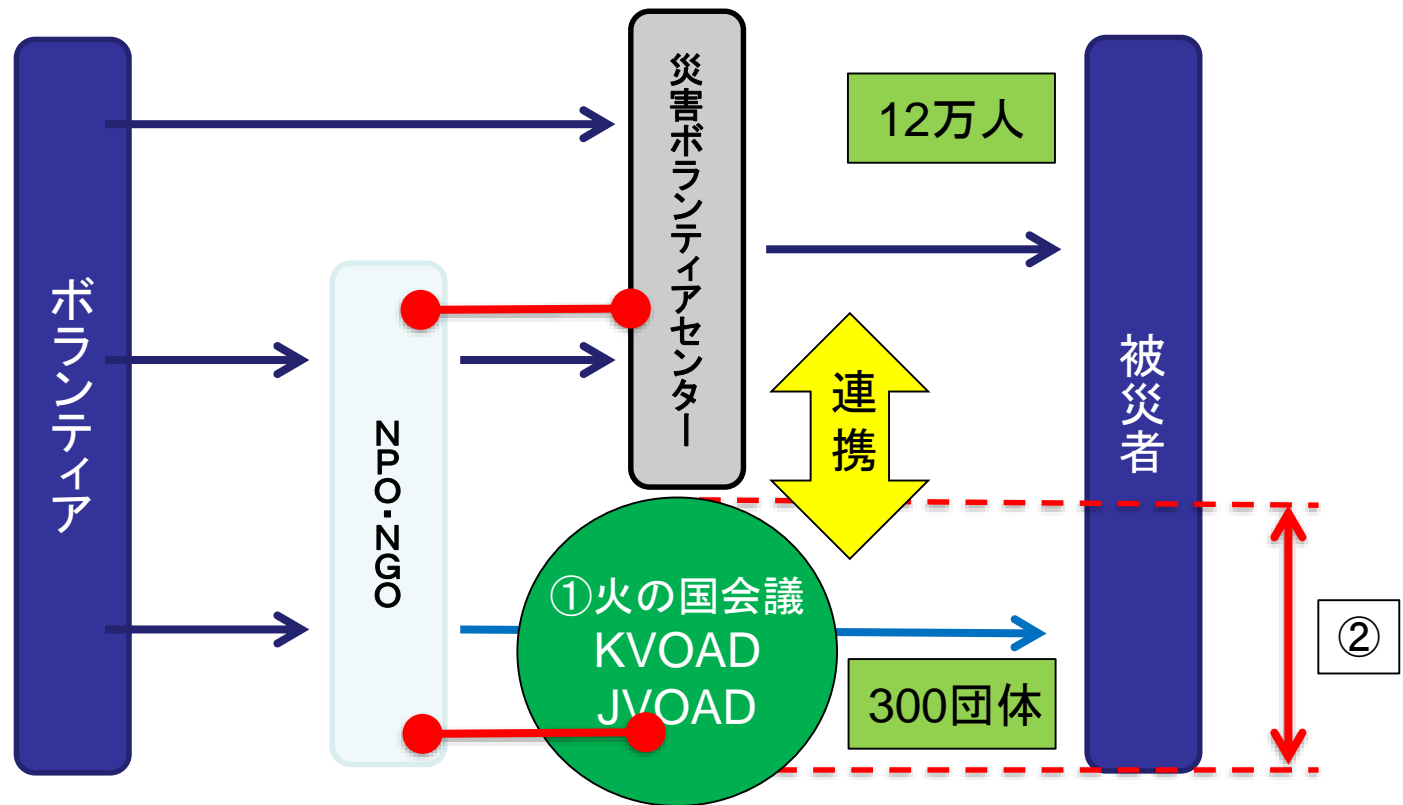 ボランティア
NPO・NGO
災害ボランティアセンター
12万人
連携
被災者
①火の国会議
KVOAD
JVOAD
300団体
②